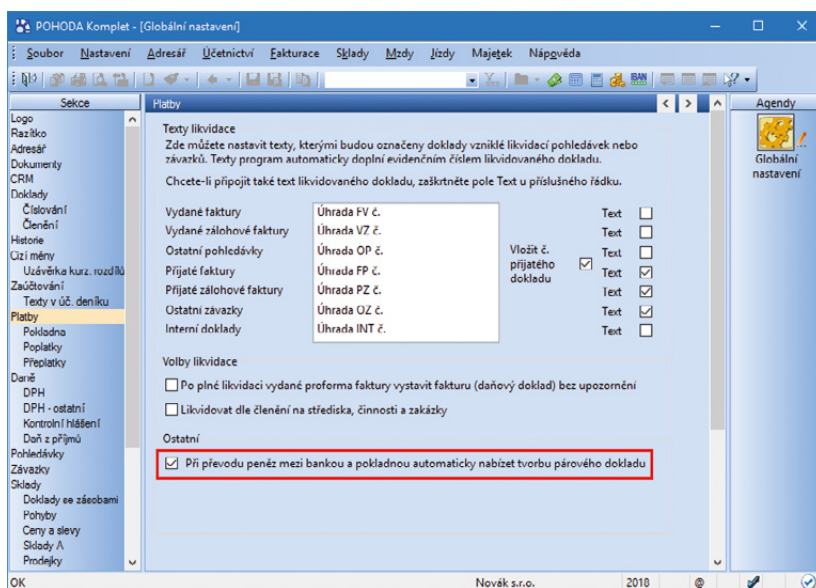 POHODA Komplet - [Globální nastavení]
Soubor Nastavení Adresář Účetnictví Fakturace Sklady Mzdy Jízdy Majetek Nápověda
IBAN
Sekce
Logo
Razítko
Adresář
Dokumenty
CRM
Doklady
Číslování
Členění
Historie
Cizí měny
Uzávěrka kurz. rozdílů
Zaúčtování
Texty v úč. deníku
Platby
Pokladna
Poplatky
Přeplatky
Daně
DPH
DPH - ostatní
Kontrolní hlášení
Daň z příjmů
Pohledávky
Závazky
Sklady
Doklady se zásobami
Pohyby
Ceny a slevy
Sklady A
Prodejky
Platby
Texty likvidace
Zde můžete nastavit texty, kterými budou označeny doklady vzniklé likvidací pohledávek nebo
závazků. Texty program automaticky doplní evidenčním číslem likvidovaného dokladu.
Chcete-li připojit také text likvidovaného dokladu, zaškrtněte pole Text u příslušného řádku.
Vydané faktury Úhrada FV č. Text
Vydané zálohové faktury Úhrada VZ č. Text
Ostatní pohledávky Úhrada OP č. Text
Přijaté faktury Úhrada FP č. Text
Přijaté zálohové faktury Úhrada PZ č. Text
Ostatní závazky Úhrada OZ č. Text
Interní doklady Úhrada INT č. Text
Vložit č.
přijatého
dokladu
Volby likvidace
Po plné likvidaci vydané proforma faktury vystavit fakturu (daňový doklad) bez upozornění
Likvidovat dle členění na střediska, činnosti a zakázky
Ostatní
Při převodu peněz mezi bankou a pokladnou automaticky nabízet tvorbu párového dokladu
Agendy
Globální
nastavení
OK Novák s.r.o. 2018 @